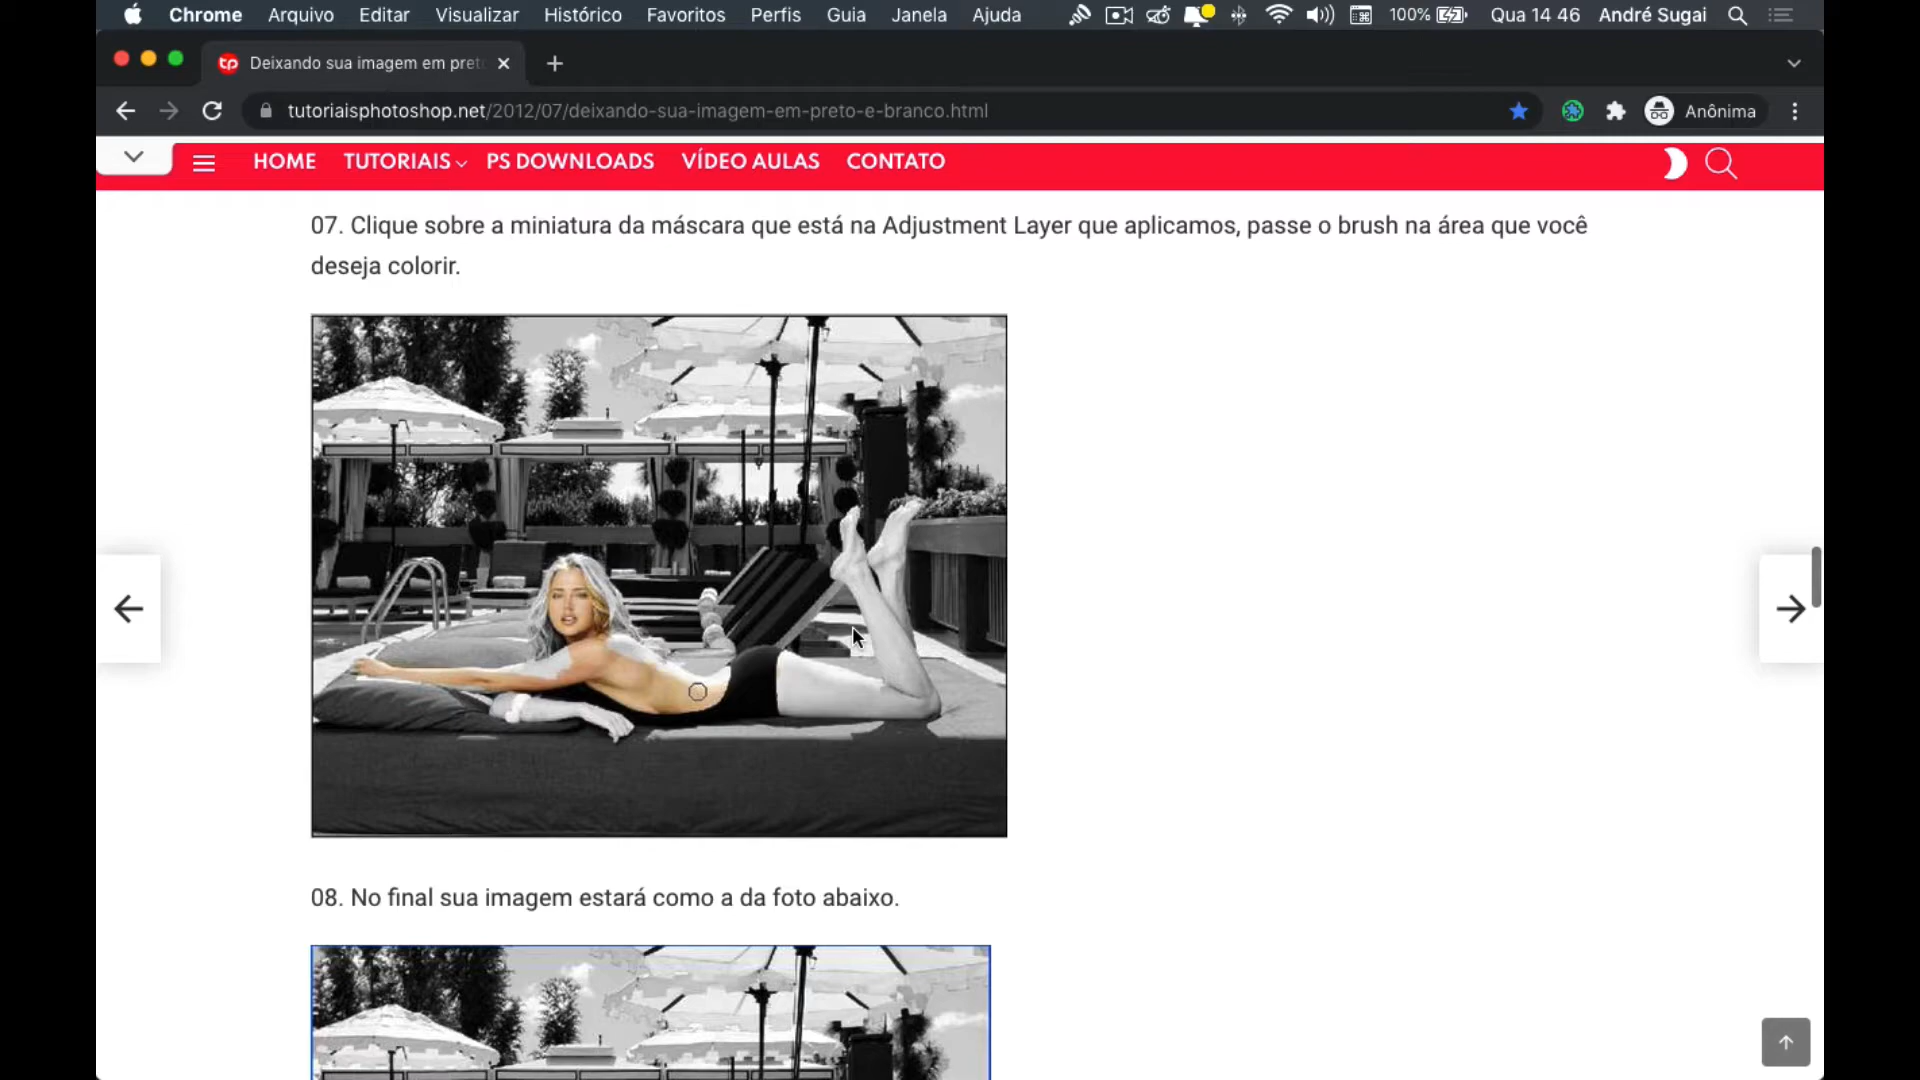 Chrome Arquivo Editar Visualizar Histórico Favoritos Perfis Guia Janela Ajuda 100% Qua 14 46 André Sugai
tp Deixando sua imagem em pret
tutoriaisphotoshop.net/2012/07/deixando-sua-imagem-em-preto-e-branco.html Anônima
HOME TUTORIAIS PS DOWNLOADS VÍDEO AULAS CONTATO
07. Clique sobre a miniatura da máscara que está na Adjustment Layer que aplicamos, passe o brush na área que você
deseja colorir.
08. No final sua imagem estará como a da foto abaixo.